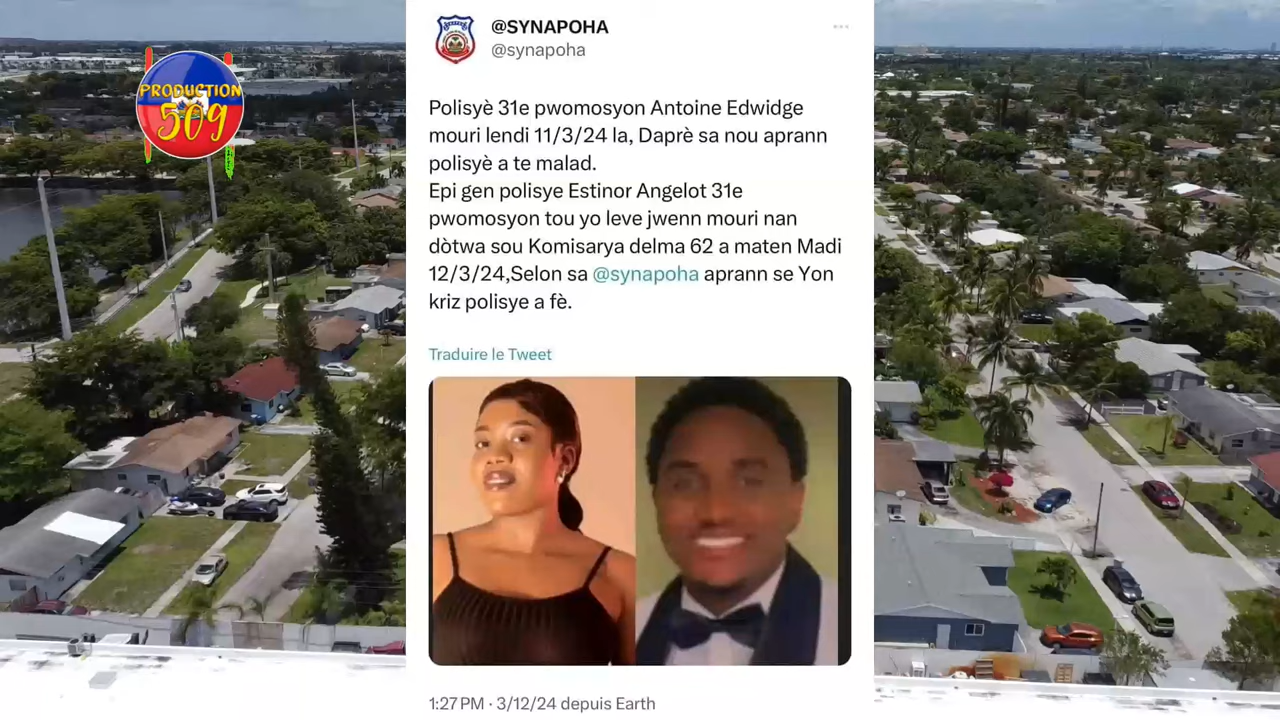 PRODUCTION
509
@SYNAPOHA
@synapoha
Polisyè 31e pwomosyon Antoine Edwidge
mouri lendi 11/3/24 la, Daprè sa nou aprann
polisyè a te malad.
Epi gen polisye Estinor Angelot 31e
pwomosyon tou yo leve jwenn mouri nan
dòtwa sou Komisarya delma 62 a maten Madi
12/3/24,Selon sa @synapoha aprann se Yon
kriz polisye a fè.
Traduire le Tweet
1:27 PM · 3/12/24 depuis Earth